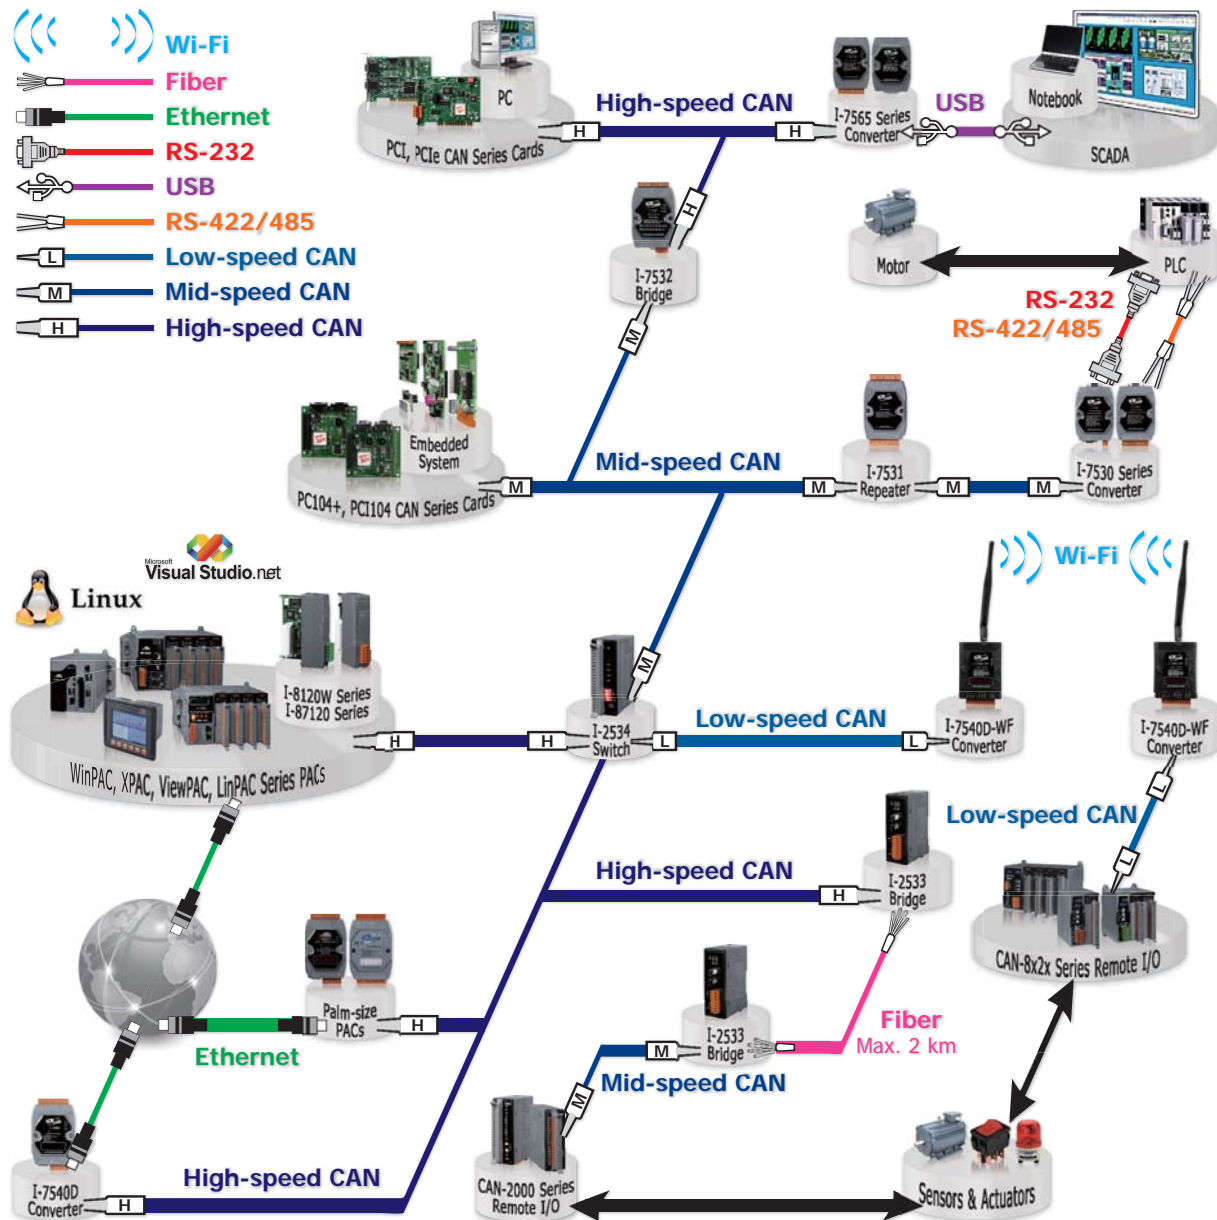 Wi-Fi
Fiber
Ethernet
RS-232
USB
RS-422/485
L
Low-speed CAN
M
Mid-speed CAN
H
High-speed CAN
PC
PCI, PCIe CAN Series Cards
H
High-speed CAN
H
I-7565 Series
Converter
USB
Notebook
SCADA
H
I-7532
Bridge
M
Motor
PLC
RS-232
RS-422/485
Embedded
System
PC104+, PCI104 CAN Series Cards
M
Mid-speed CAN
M
I-7531
Repeater
M
M
I-7530 Series
Converter
Microsoft
Visual Studio.net
Linux
I-8120W Series
I-87120 Series
WinPAC, XPAC, ViewPAC, LinPAC Series PACs
H
H
M
I-2534
Switch
L
Low-speed CAN
L
Wi-Fi
I-7540D-WF
Converter
I-7540D-WF
Converter
L
Low-speed CAN
L
CAN-8x2x Series Remote I/O
High-speed CAN
H
I-2533
Bridge
Palm-size
PACs
H
Ethernet
I-2533
Bridge
Fiber
Max. 2 km
M
Mid-speed CAN
M
I-7540D
Converter
H
High-speed CAN
CAN-2000 Series
Remote I/O
Sensors & Actuators